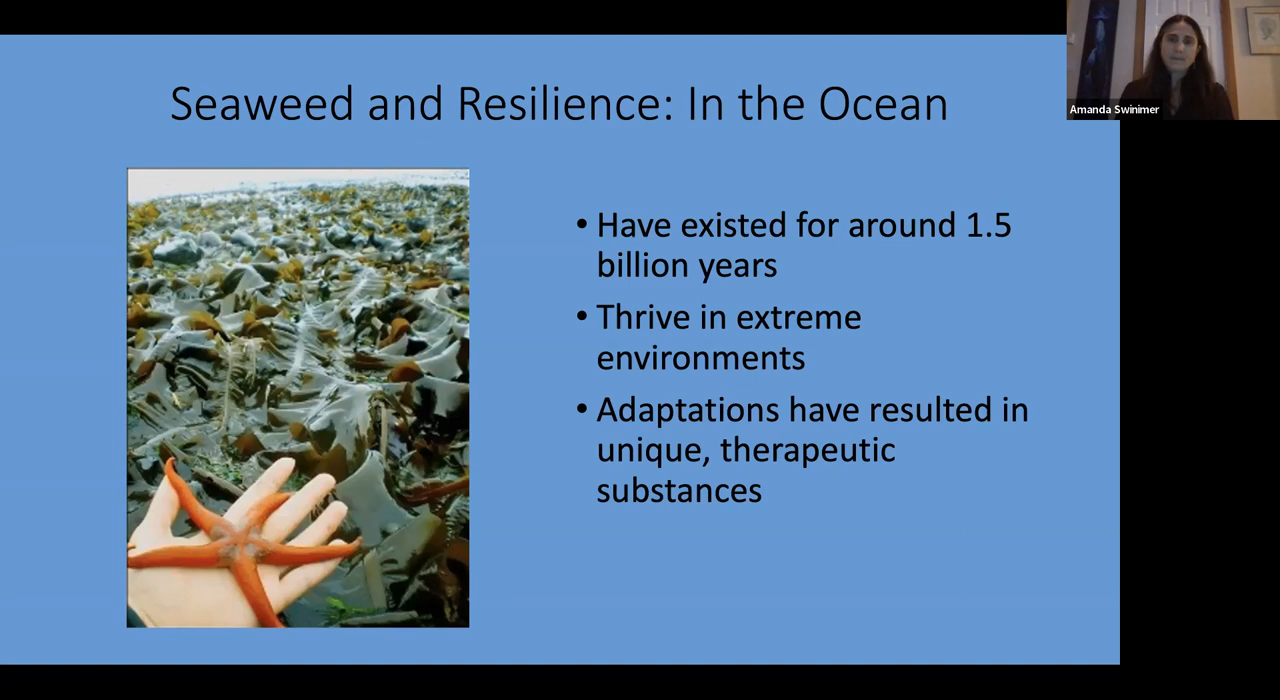 Seaweed and Resilience: In the Ocean
Amanda Swinimer
• Have existed for around 1.5
billion years
• Thrive in extreme
environments
• Adaptations have resulted in
unique, therapeutic
substances